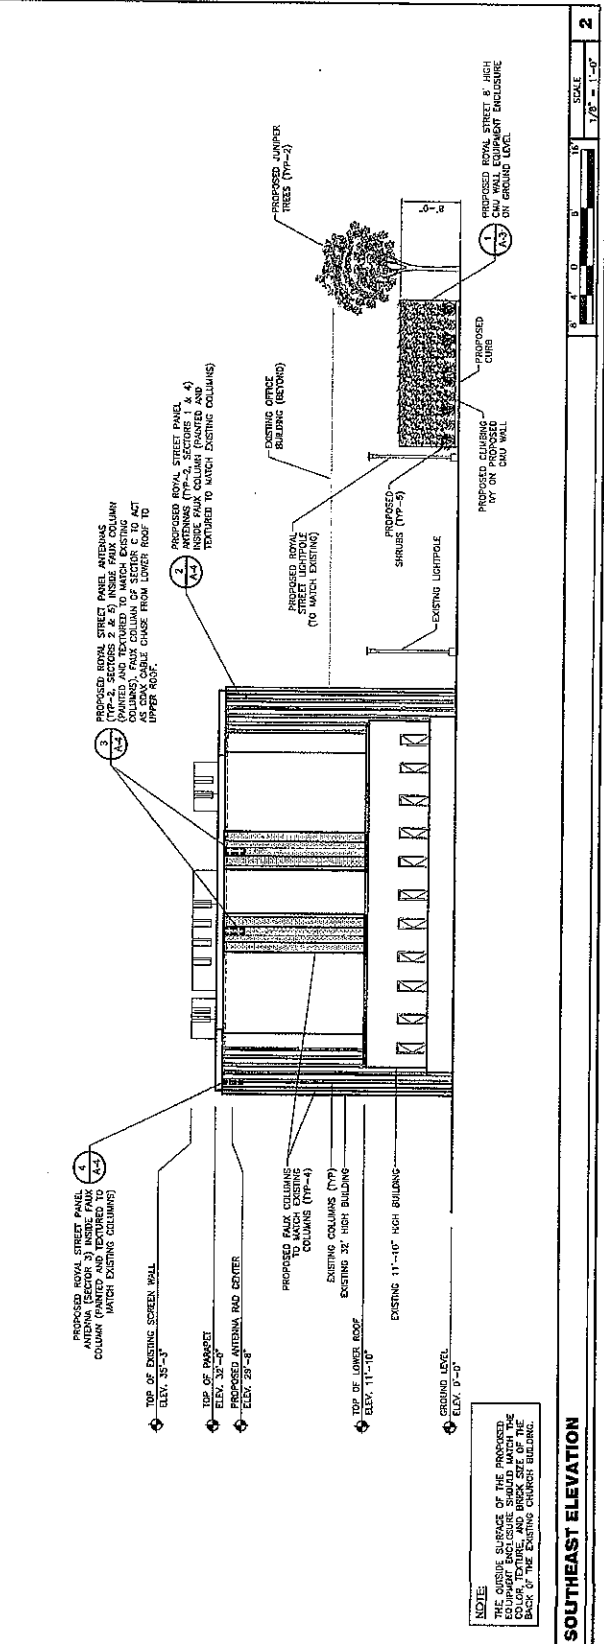 PROPOSED ROYAL STREET PANEL
ANTENNA (SECTOR 3) INSIDE FAUX
COLUMN (PAINTED AND TEXTURED TO
MATCH EXISTING COLUMNS)
4
A-4
PROPOSED ROYAL STREET PANEL ANTENNAS
(TYP-2, SECTORS 2 & 5) INSIDE FAUX COLUMN
(PAINTED AND TEXTURED TO MATCH EXISTING
COLUMNS). FAUX COLUMN OF SECTOR C TO ACT
AS COAX CABLE CHASE FROM LOWER ROOF TO
UPPER ROOF.
3
A-4
PROPOSED ROYAL STREET PANEL
ANTENNAS (TYP-2, SECTORS 1 & 4)
INSIDE FAUX COLUMN (PAINTED AND
TEXTURED TO MATCH EXISTING COLUMNS)
2
A-4
TOP OF EXISTING SCREEN WALL
ELEV. 35'-3"
TOP OF PARAPET
ELEV. 32'-0"
PROPOSED ANTENNA RAD CENTER
ELEV. 29'-8"
TOP OF LOWER ROOF
ELEV. 11'-10"
GROUND LEVEL
ELEV. 0'-0"
PROPOSED FAUX COLUMNS
TO MATCH EXISTING
COLUMNS (TYP-4)
EXISTING COLUMNS (TYP)
EXISTING 32' HIGH BUILDING
EXISTING 11'-10" HIGH BUILDING
EXISTING OFFICE
BUILDING (BEYOND)
PROPOSED JUNIPER
TREES (TYP-2)
PROPOSED ROYAL
STREET LIGHTPOLE
(TO MATCH EXISTING)
PROPOSED
SHRUBS (TYP-5)
EXISTING LIGHTPOLE
8'-0"
PROPOSED CLIMBING
IVY ON PROPOSED
CMU WALL
PROPOSED
CURB
1
A-3
PROPOSED ROYAL STREET 8' HIGH
CMU WALL EQUIPMENT ENCLOSURE
ON GROUND LEVEL
NOTE:
THE OUTSIDE SURFACE OF THE PROPOSED
EQUIPMENT ENCLOSURE SHOULD MATCH THE
COLOR, TEXTURE, AND BRICK SIZE OF THE
BACK OF THE EXISTING CHURCH BUILDING.
SOUTHEAST ELEVATION
8' 4' 0 8' 16'
SCALE
1/8" = 1'-0"
2